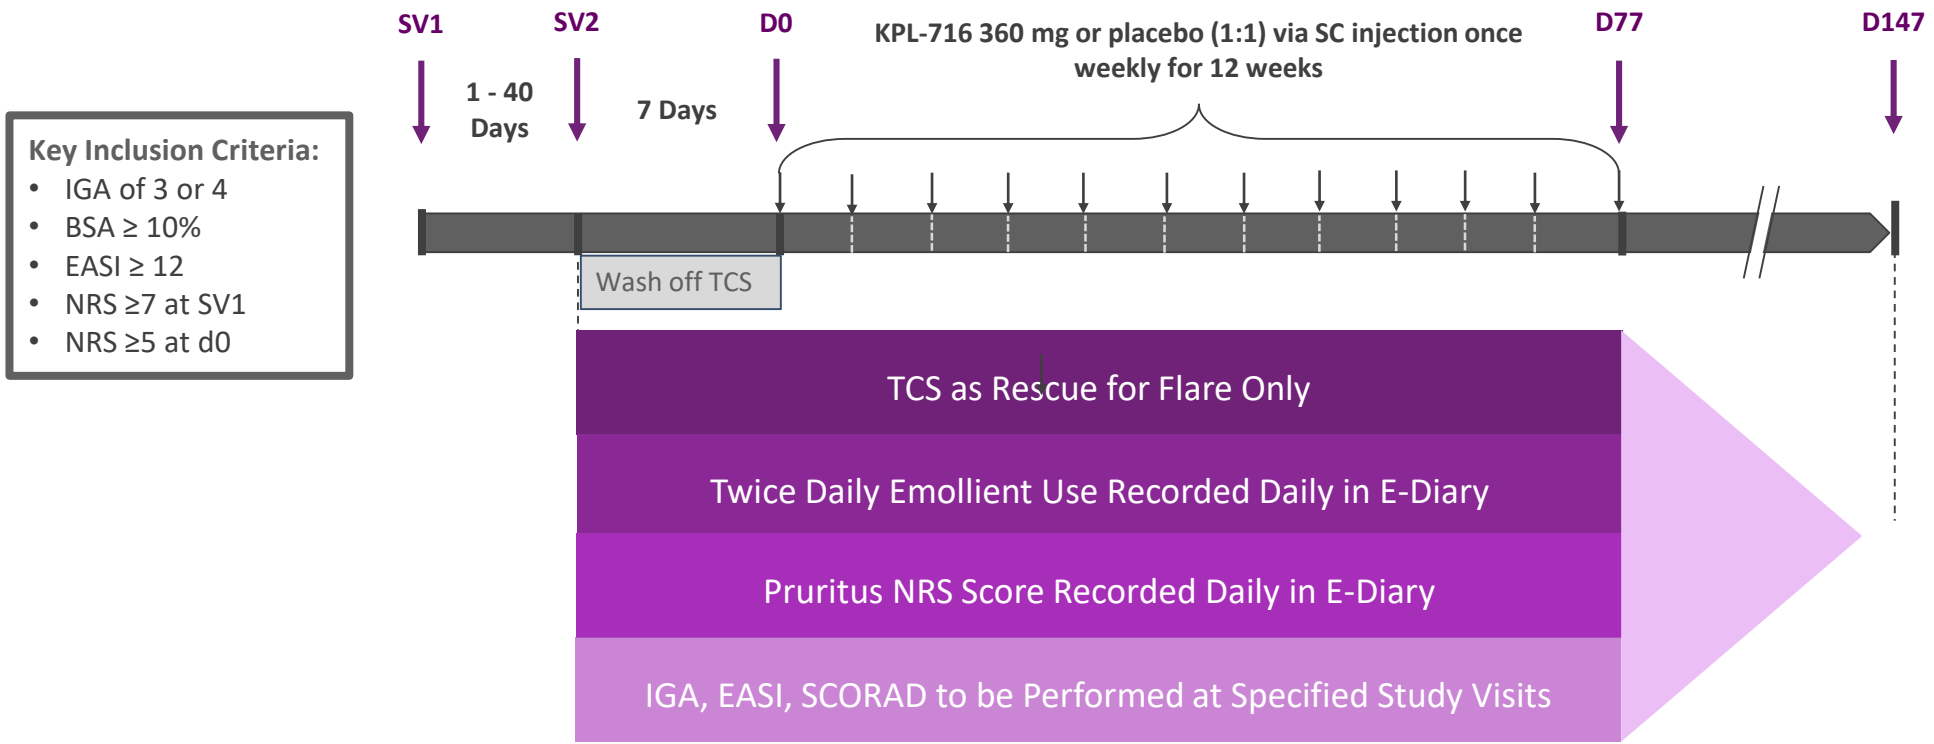 SV1
SV2
D0
KPL-716 360 mg or placebo (1:1) via SC injection once
weekly for 12 weeks
D77
D147
1 - 40
Days
7 Days
Key Inclusion Criteria:
• IGA of 3 or 4
• BSA ≥ 10%
• EASI ≥ 12
• NRS ≥7 at SV1
• NRS ≥5 at d0
Wash off TCS
TCS as Rescue for Flare Only
Twice Daily Emollient Use Recorded Daily in E-Diary
Pruritus NRS Score Recorded Daily in E-Diary
IGA, EASI, SCORAD to be Performed at Specified Study Visits